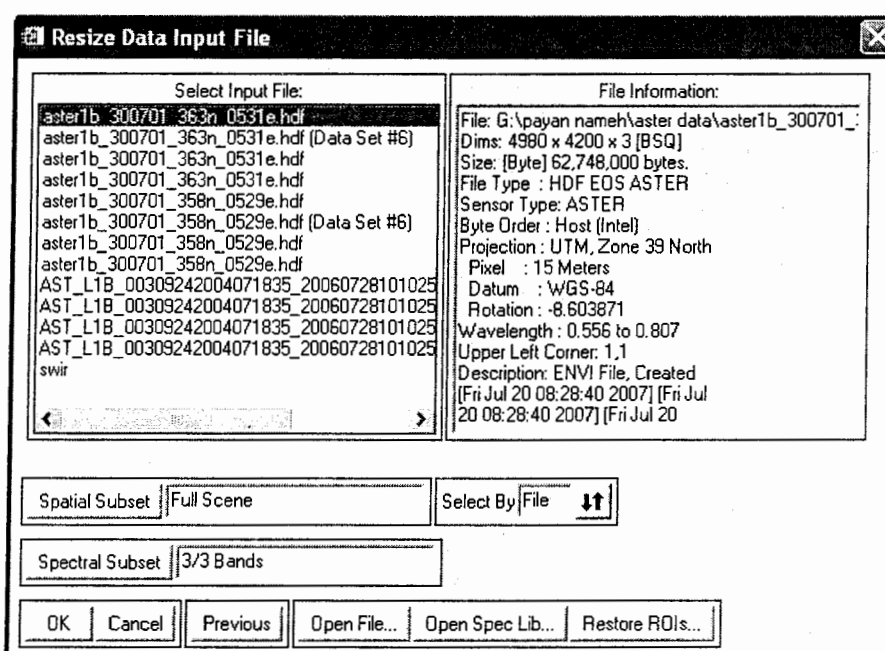 Resize Data Input File
Select Input File:
aster1b_300701_363n_0531e.hdf
aster1b_300701_363n_0531e.hdf (Data Set #6)
aster1b_300701_363n_0531e.hdf
aster1b_300701_363n_0531e.hdf
aster1b_300701_358n_0529e.hdf
aster1b_300701_358n_0529e.hdf (Data Set #6)
aster1b_300701_358n_0529e.hdf
aster1b_300701_358n_0529e.hdf
AST_L1B_00309242004071835_20060728101025
AST_L1B_00309242004071835_20060728101025
AST_L1B_00309242004071835_20060728101025
AST_L1B_00309242004071835_20060728101025
swir
File Information:
File: G:\payan nameh\aster data\aster1b_300701_
Dims: 4980 x 4200 x 3 [BSQ]
Size: [Byte] 62,748,000 bytes.
File Type : HDF EOS ASTER
Sensor Type: ASTER
Byte Order : Host (Intel)
Projection : UTM, Zone 39 North
Pixel : 15 Meters
Datum : WGS-84
Rotation : -8.603871
Wavelength : 0.556 to 0.807
Upper Left Corner: 1,1
Description: ENVI File, Created
[Fri Jul 20 08:28:40 2007] [Fri Jul
20 08:28:40 2007] [Fri Jul 20
Spatial Subset Full Scene Select By File
Spectral Subset 3/3 Bands
OK Cancel Previous Open File... Open Spec Lib... Restore ROIs...